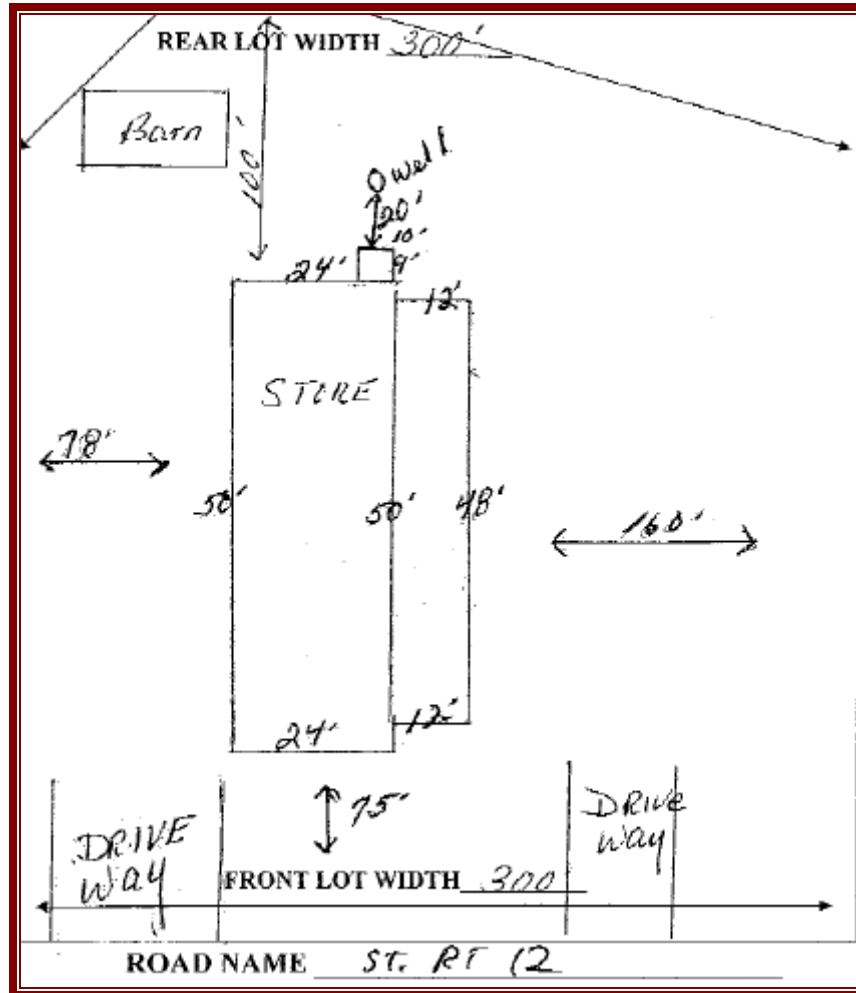 REAR LOT WIDTH 300'
Barn
100'
well
20'
10'
9'
24'
12'
STORE
78'
50'
50'
48'
160'
12'
24'
75'
DRIVE
way
DRIVE
way
FRONT LOT WIDTH 300
ROAD NAME ST. RT 12